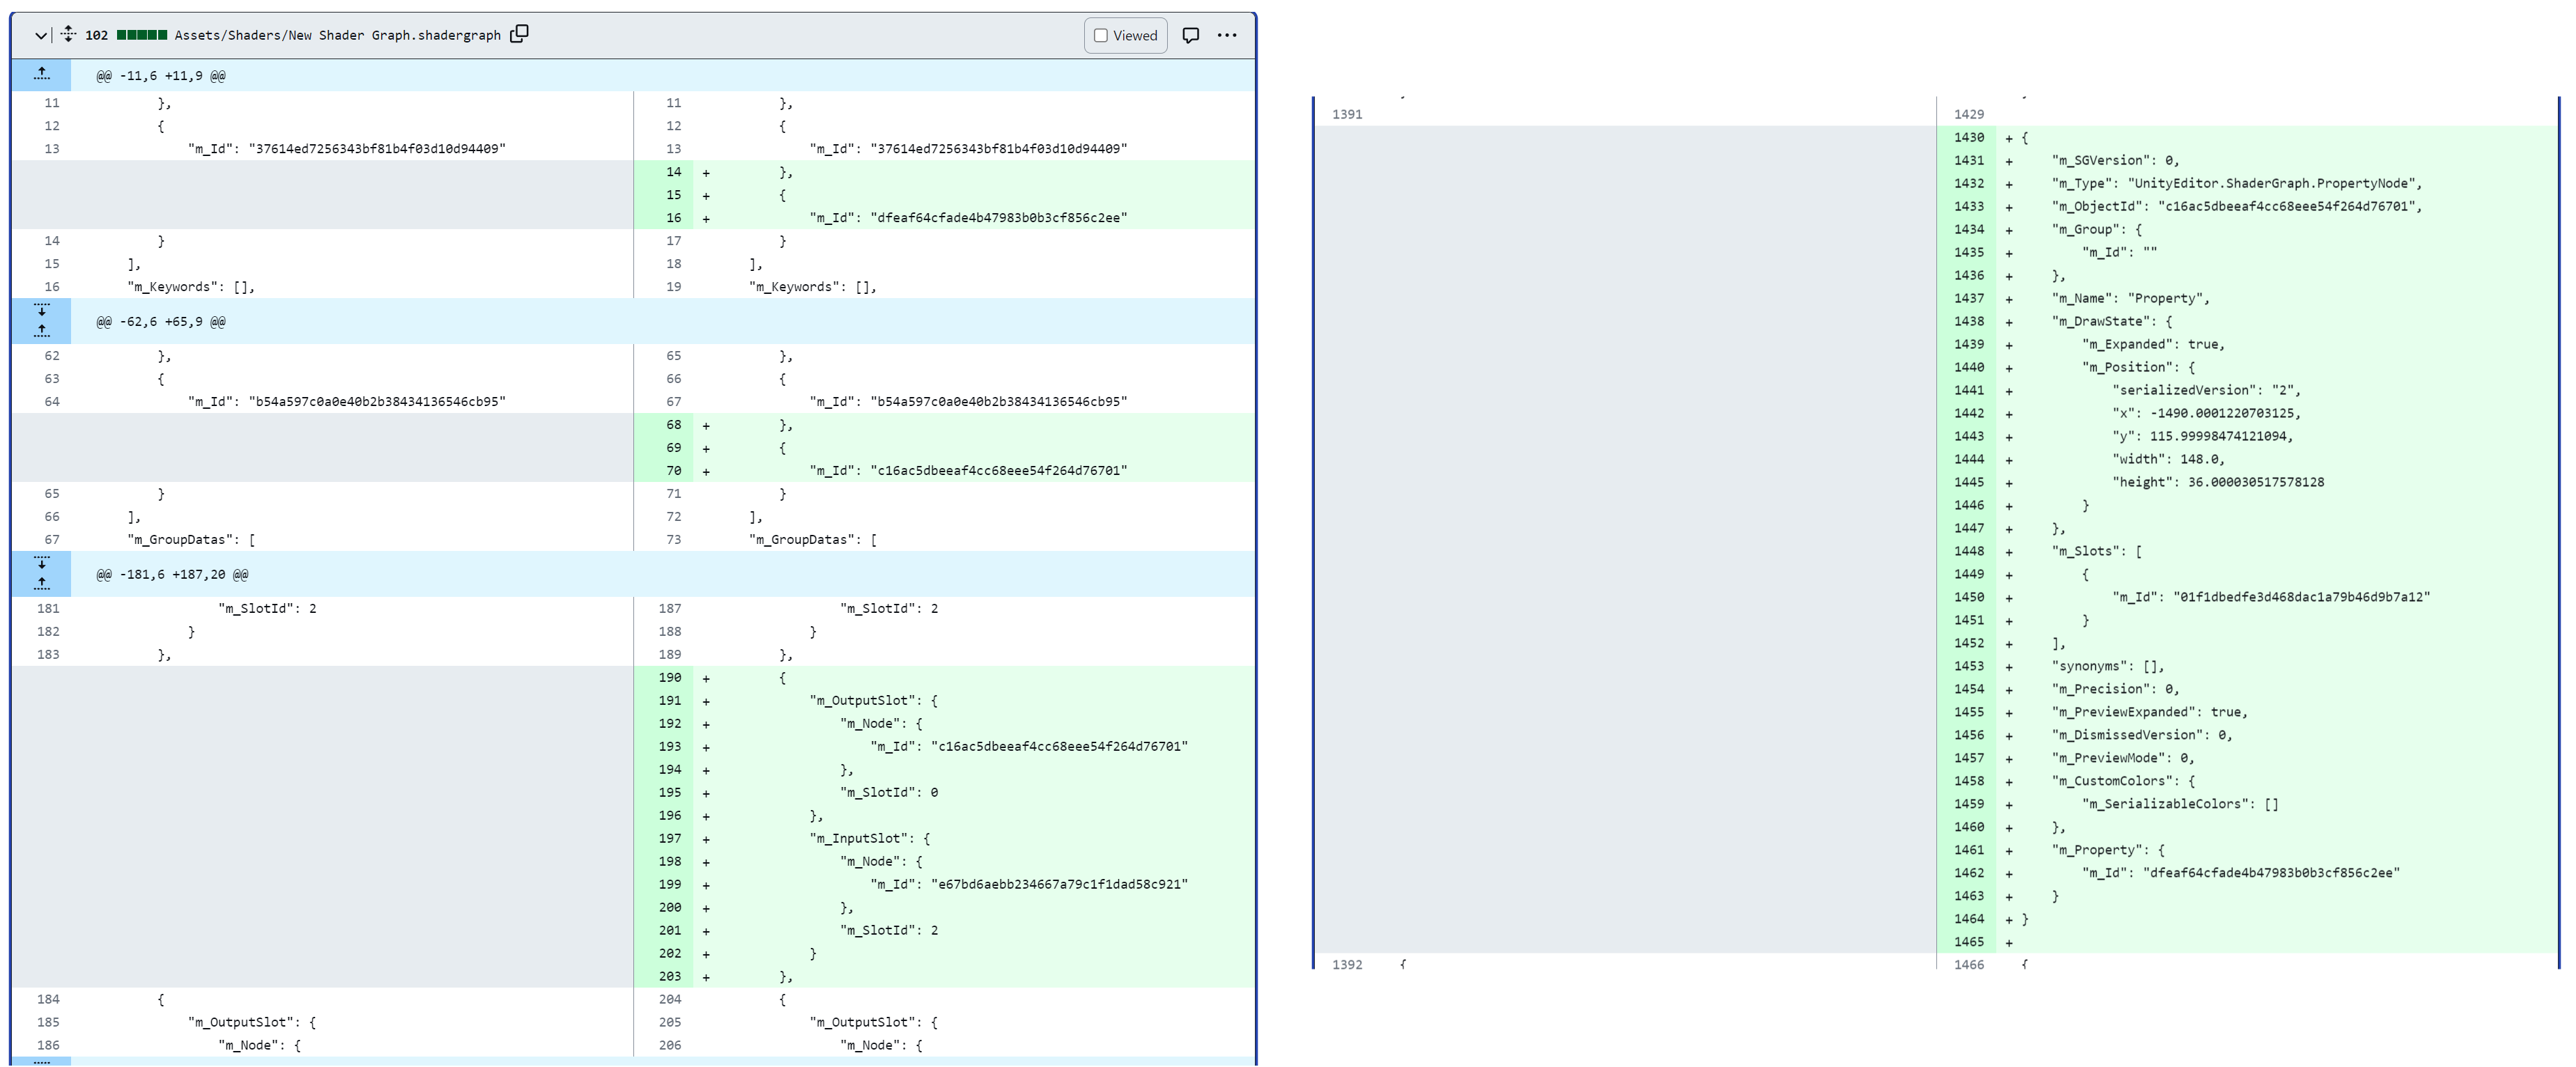 102 Assets/Shaders/New Shader Graph.shadergraph Viewed
@@ -11,6 +11,9 @@
11 }, 11 },
12 { 12 {
13 "m_Id": "37614ed7256343bf81b4f03d10d94409" 13 "m_Id": "37614ed7256343bf81b4f03d10d94409"
14 + },
15 + {
16 + "m_Id": "dfeaf64cfade4b47983b0b3cf856c2ee"
14 } 17 }
15 ], 18 ],
16 "m_Keywords": [], 19 "m_Keywords": [],
@@ -62,6 +65,9 @@
62 }, 65 },
63 { 66 {
64 "m_Id": "b54a597c0a0e40b2b38434136546cb95" 67 "m_Id": "b54a597c0a0e40b2b38434136546cb95"
68 + },
69 + {
70 + "m_Id": "c16ac5dbeeaf4cc68eee54f264d76701"
65 } 71 }
66 ], 72 ],
67 "m_GroupDatas": [ 73 "m_GroupDatas": [
@@ -181,6 +187,20 @@
181 "m_SlotId": 2 187 "m_SlotId": 2
182 } 188 }
183 }, 189 },
190 + {
191 + "m_OutputSlot": {
192 + "m_Node": {
193 + "m_Id": "c16ac5dbeeaf4cc68eee54f264d76701"
194 + },
195 + "m_SlotId": 0
196 + },
197 + "m_InputSlot": {
198 + "m_Node": {
199 + "m_Id": "e67bd6aebb234667a79c1f1dad58c921"
200 + },
201 + "m_SlotId": 2
202 + }
203 + },
184 { 204 {
185 "m_OutputSlot": { 205 "m_OutputSlot": {
186 "m_Node": { 206 "m_Node": {
1391 1429
1430 + {
1431 + "m_SGVersion": 0,
1432 + "m_Type": "UnityEditor.ShaderGraph.PropertyNode",
1433 + "m_ObjectId": "c16ac5dbeeaf4cc68eee54f264d76701",
1434 + "m_Group": {
1435 + "m_Id": ""
1436 + },
1437 + "m_Name": "Property",
1438 + "m_DrawState": {
1439 + "m_Expanded": true,
1440 + "m_Position": {
1441 + "serializedVersion": "2",
1442 + "x": -1490.0001220703125,
1443 + "y": 115.99998474121094,
1444 + "width": 148.0,
1445 + "height": 36.000030517578128
1446 + }
1447 + },
1448 + "m_Slots": [
1449 + {
1450 + "m_Id": "01f1dbedfe3d468dac1a79b46d9b7a12"
1451 + }
1452 + ],
1453 + "synonyms": [],
1454 + "m_Precision": 0,
1455 + "m_PreviewExpanded": true,
1456 + "m_DismissedVersion": 0,
1457 + "m_PreviewMode": 0,
1458 + "m_CustomColors": {
1459 + "m_SerializableColors": []
1460 + },
1461 + "m_Property": {
1462 + "m_Id": "dfeaf64cfade4b47983b0b3cf856c2ee"
1463 + }
1464 + }
1465 +
1392 { 1466 {